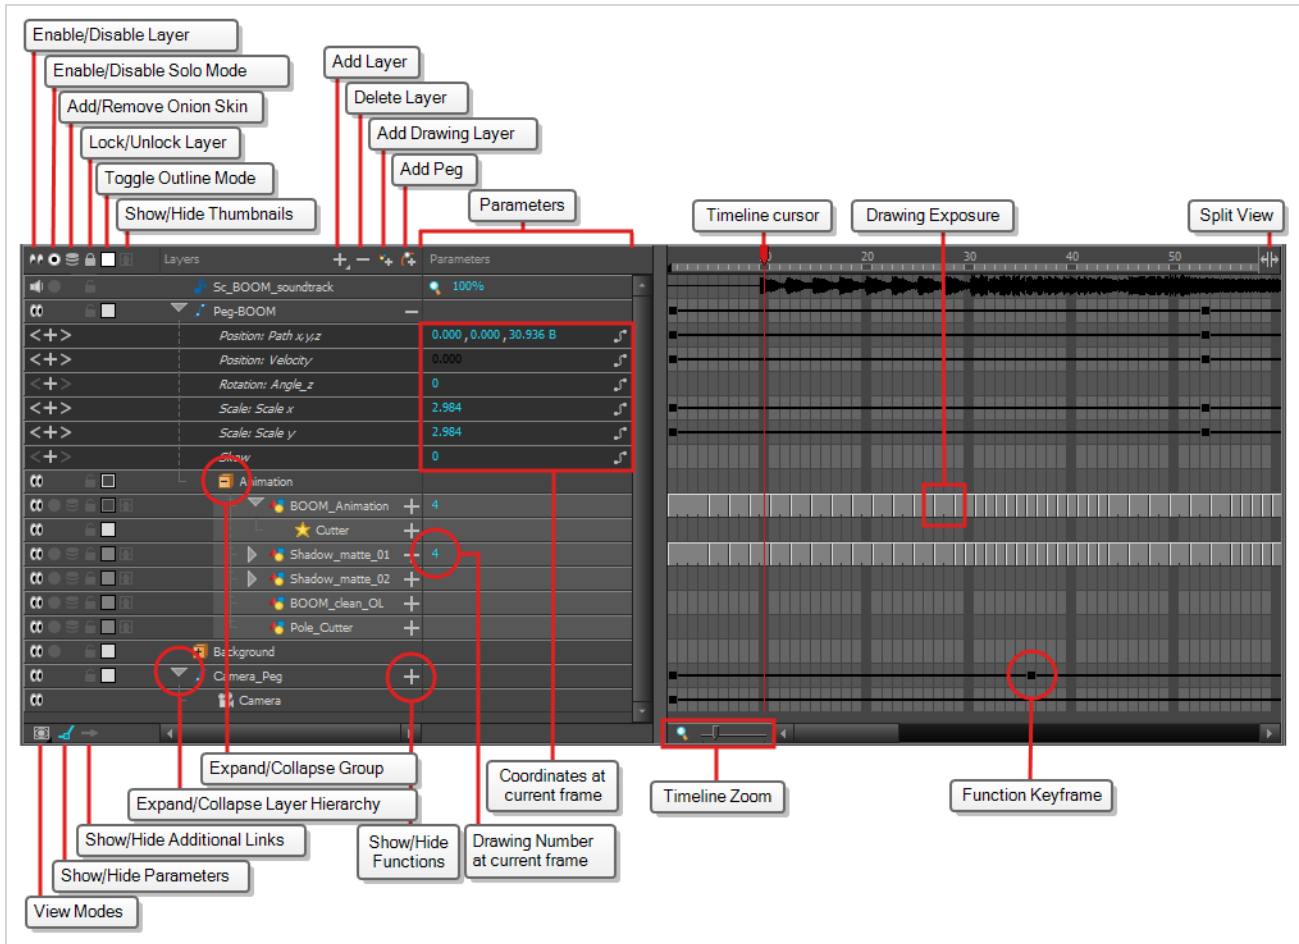 Enable/Disable Layer
Enable/Disable Solo Mode
Add/Remove Onion Skin
Lock/Unlock Layer
Toggle Outline Mode
Show/Hide Thumbnails
Add Layer
Delete Layer
Add Drawing Layer
Add Peg
Parameters
Timeline cursor
Drawing Exposure
Split View
Layers
Parameters
20
30
40
50
Sc_BOOM_soundtrack
100%
Peg-BOOM
Position: Path x,y,z
0.000 , 0.000 , 30.936 B
Position: Velocity
0.000
Rotation: Angle_z
0
Scale: Scale x
2.984
Scale: Scale y
2.984
Skew
0
Animation
BOOM_Animation
4
Cutter
Shadow_matte_01
4
Shadow_matte_02
BOOM_clean_OL
Pole_Cutter
Background
Camera_Peg
Camera
Expand/Collapse Group
Expand/Collapse Layer Hierarchy
Show/Hide Additional Links
Show/Hide Parameters
View Modes
Show/Hide
Functions
Coordinates at
current frame
Drawing Number
at current frame
Timeline Zoom
Function Keyframe